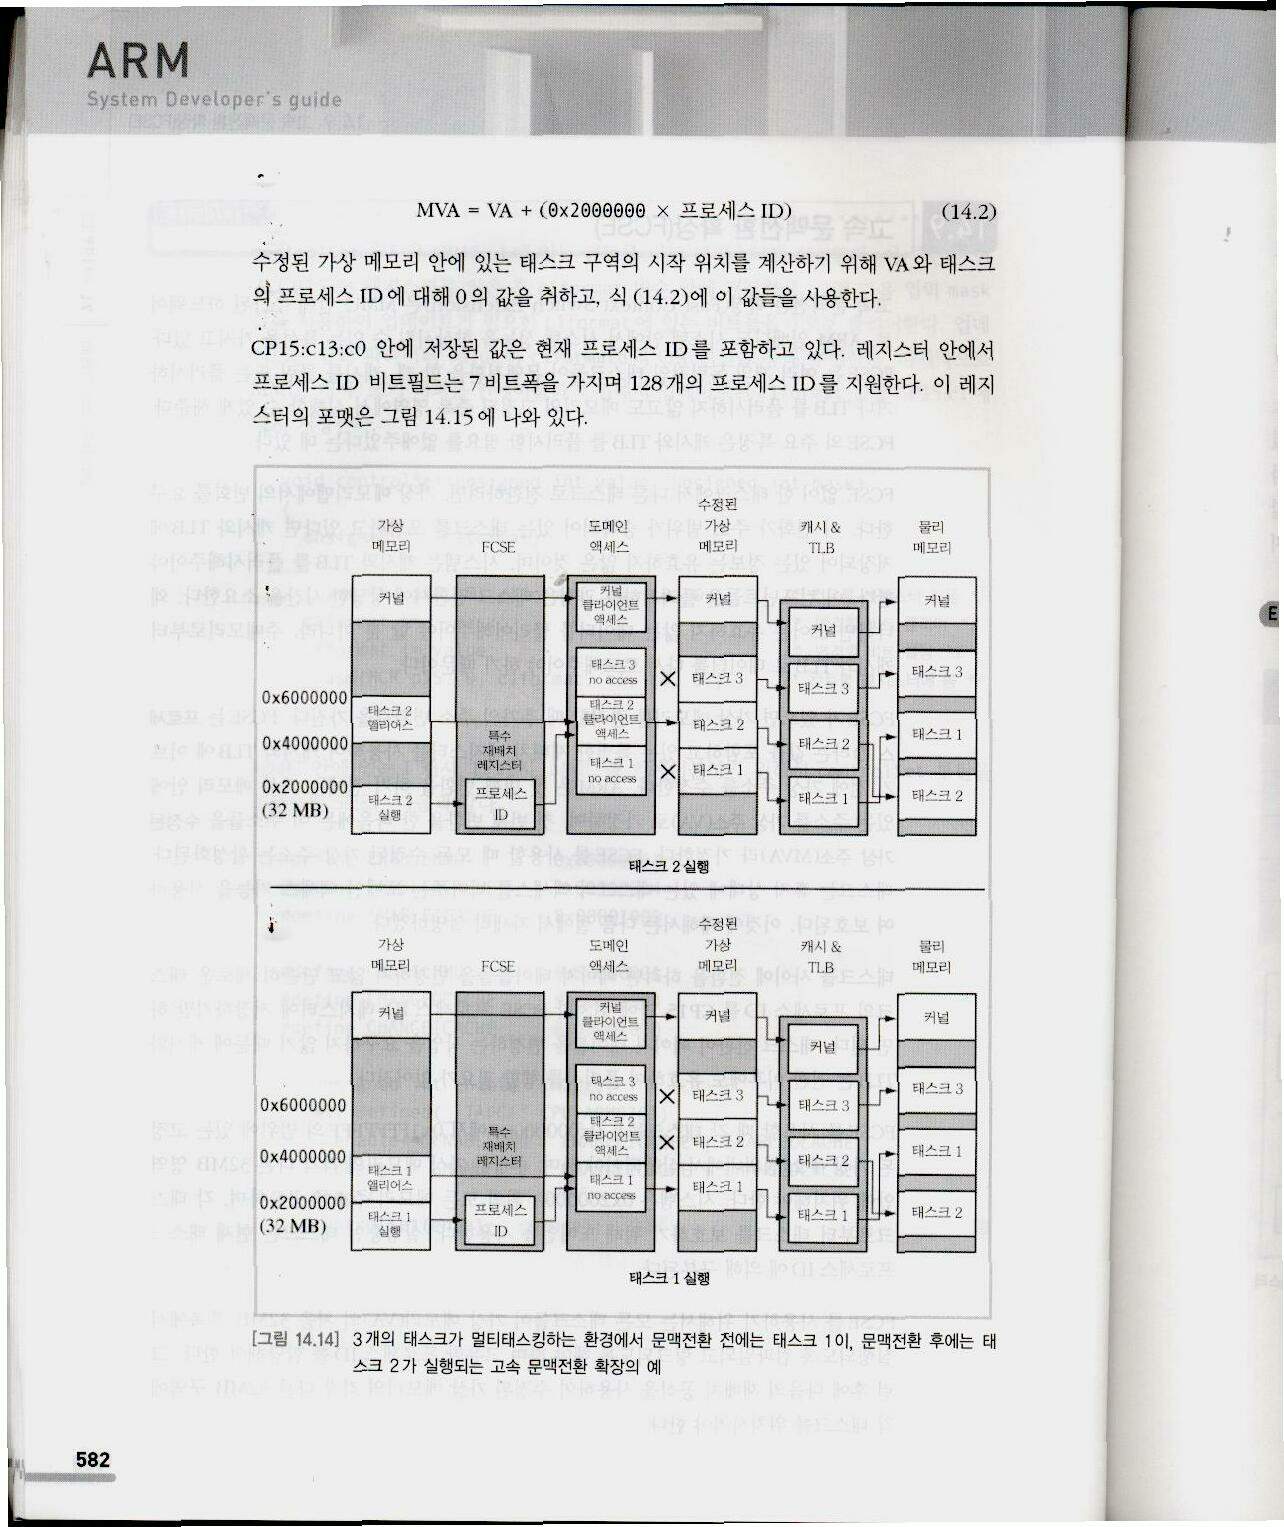 ARM
System Developer's guide
MVA = VA + (0x2000000 × 프로세스 ID) (14.2)
수정된 가상 메모리 안에 있는 태스크 구역의 시작 위치를 계산하기 위해 VA와 태스크
의 프로세스 ID에 대해 0의 값을 취하고, 식 (14.2)에 이 값들을 사용한다.
CP15:c13:c0 안에 저장된 값은 현재 프로세스 ID를 포함하고 있다. 레지스터 안에서
프로세스 ID 비트필드는 7비트폭을 가지며 128개의 프로세스 ID를 지원한다. 이 레지
스터의 포맷은 그림 14.15에 나와 있다.
가상
메모리
FCSE
도메인
액세스
수정된
가상
메모리
캐시 &
TLB
물리
메모리
0x6000000
0x4000000
0x2000000
(32 MB)
커널
태스크 2
앨리어스
태스크 2
실행
특수
재배치
레지스터
프로세스
ID
커널
클라이언트
액세스
태스크 3
no access
태스크 2
클라이언트
액세스
태스크 1
no access
커널
태스크 3
태스크 2
태스크 1
커널
태스크 3
태스크 2
태스크 1
커널
태스크 3
태스크 1
태스크 2
태스크 2 실행
가상
메모리
FCSE
도메인
액세스
수정된
가상
메모리
캐시 &
TLB
물리
메모리
0x6000000
0x4000000
0x2000000
(32 MB)
커널
태스크 1
앨리어스
태스크 1
실행
특수
재배치
레지스터
프로세스
ID
커널
클라이언트
액세스
태스크 3
no access
태스크 2
클라이언트
액세스
태스크 1
no access
커널
태스크 3
태스크 2
태스크 1
커널
태스크 3
태스크 2
태스크 1
커널
태스크 3
태스크 1
태스크 2
태스크 1 실행
[그림 14.14] 3개의 태스크가 멀티태스킹하는 환경에서 문맥전환 전에는 태스크 1이, 문맥전환 후에는 태
스크 2가 실행되는 고속 문맥전환 확장의 예
582
E